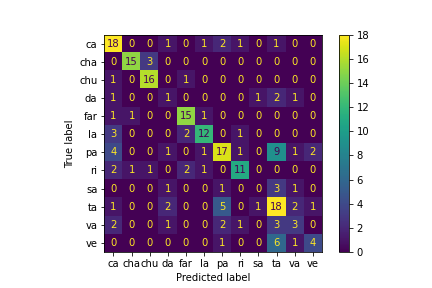 ca 18 0 0 1 0 1 2 1 0 1 0 0
cha 0 15 3 0 0 0 0 0 0 0 0 0
chu 1 0 16 0 1 0 0 0 0 0 0 0
da 1 0 0 1 0 0 0 0 1 2 1 0
far 1 1 0 0 15 1 0 0 0 0 0 0
la 3 0 0 0 2 12 0 1 0 0 0 0
pa 4 0 0 1 0 1 17 1 0 9 1 2
ri 2 1 1 0 2 1 0 11 0 0 0 0
sa 0 0 0 1 0 0 1 0 0 3 1 0
ta 1 0 0 2 0 0 5 0 1 18 2 1
va 2 0 0 1 0 0 2 1 0 3 3 0
ve 0 0 0 0 0 0 1 0 0 6 1 4
ca cha chu da far la pa ri sa ta va ve
Predicted label
True label
18
16
14
12
10
8
6
4
2
0